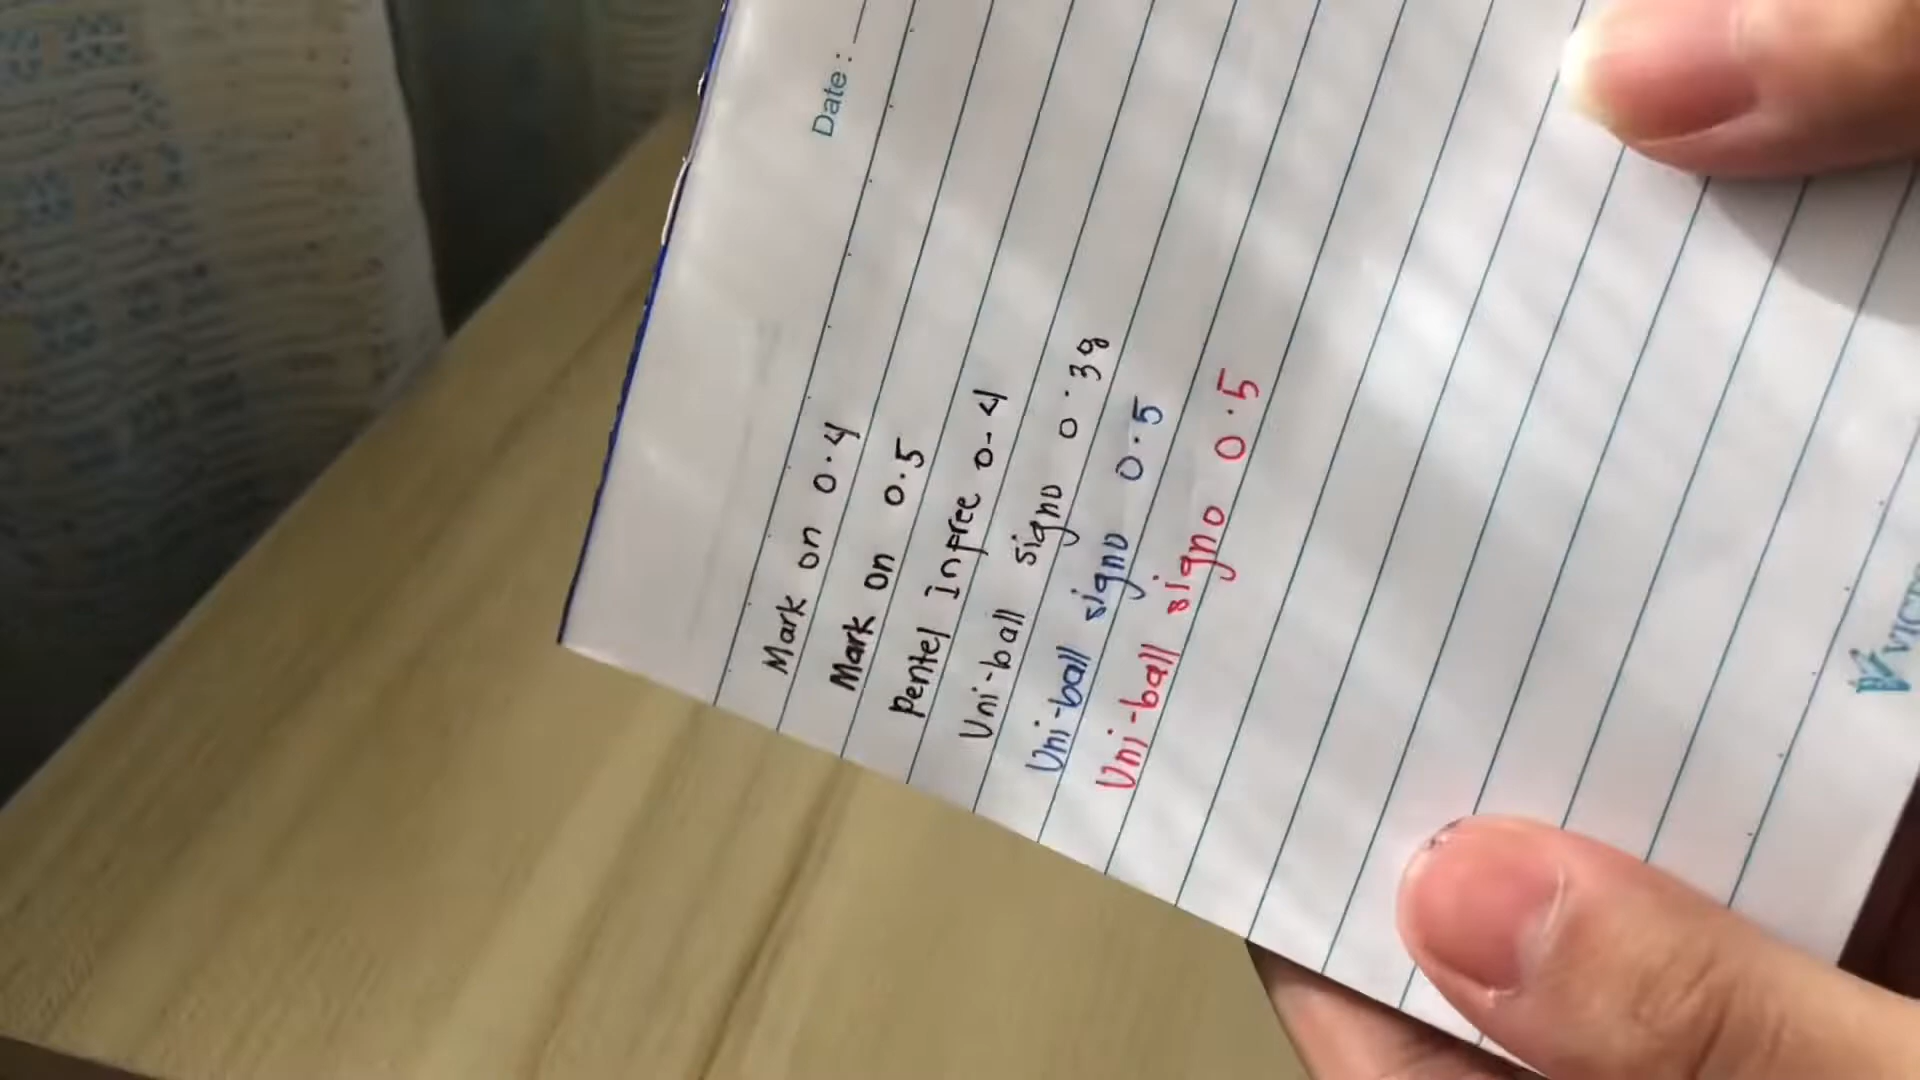 Date:
Mark on 0.4
Mark on 0.5
Pentel infree 0.4
Uni-ball signo 0.38
Uni-ball signo 0.5
Uni-ball signo 0.5